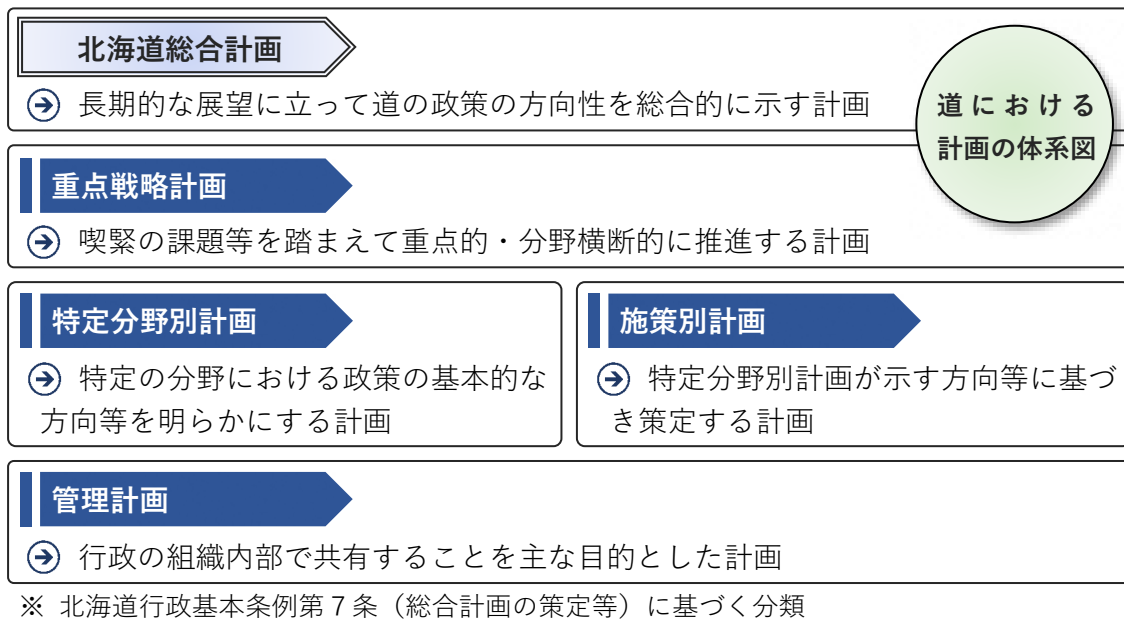 北海道総合計画
長期的な展望に立って道の政策の方向性を総合的に示す計画
道における
計画の体系図
重点戦略計画
喫緊の課題等を踏まえて重点的・分野横断的に推進する計画
特定分野別計画
特定の分野における政策の基本的な
方向等を明らかにする計画
施策別計画
特定分野別計画が示す方向等に基づ
き策定する計画
管理計画
行政の組織内部で共有することを主な目的とした計画
※ 北海道行政基本条例第7条（総合計画の策定等）に基づく分類